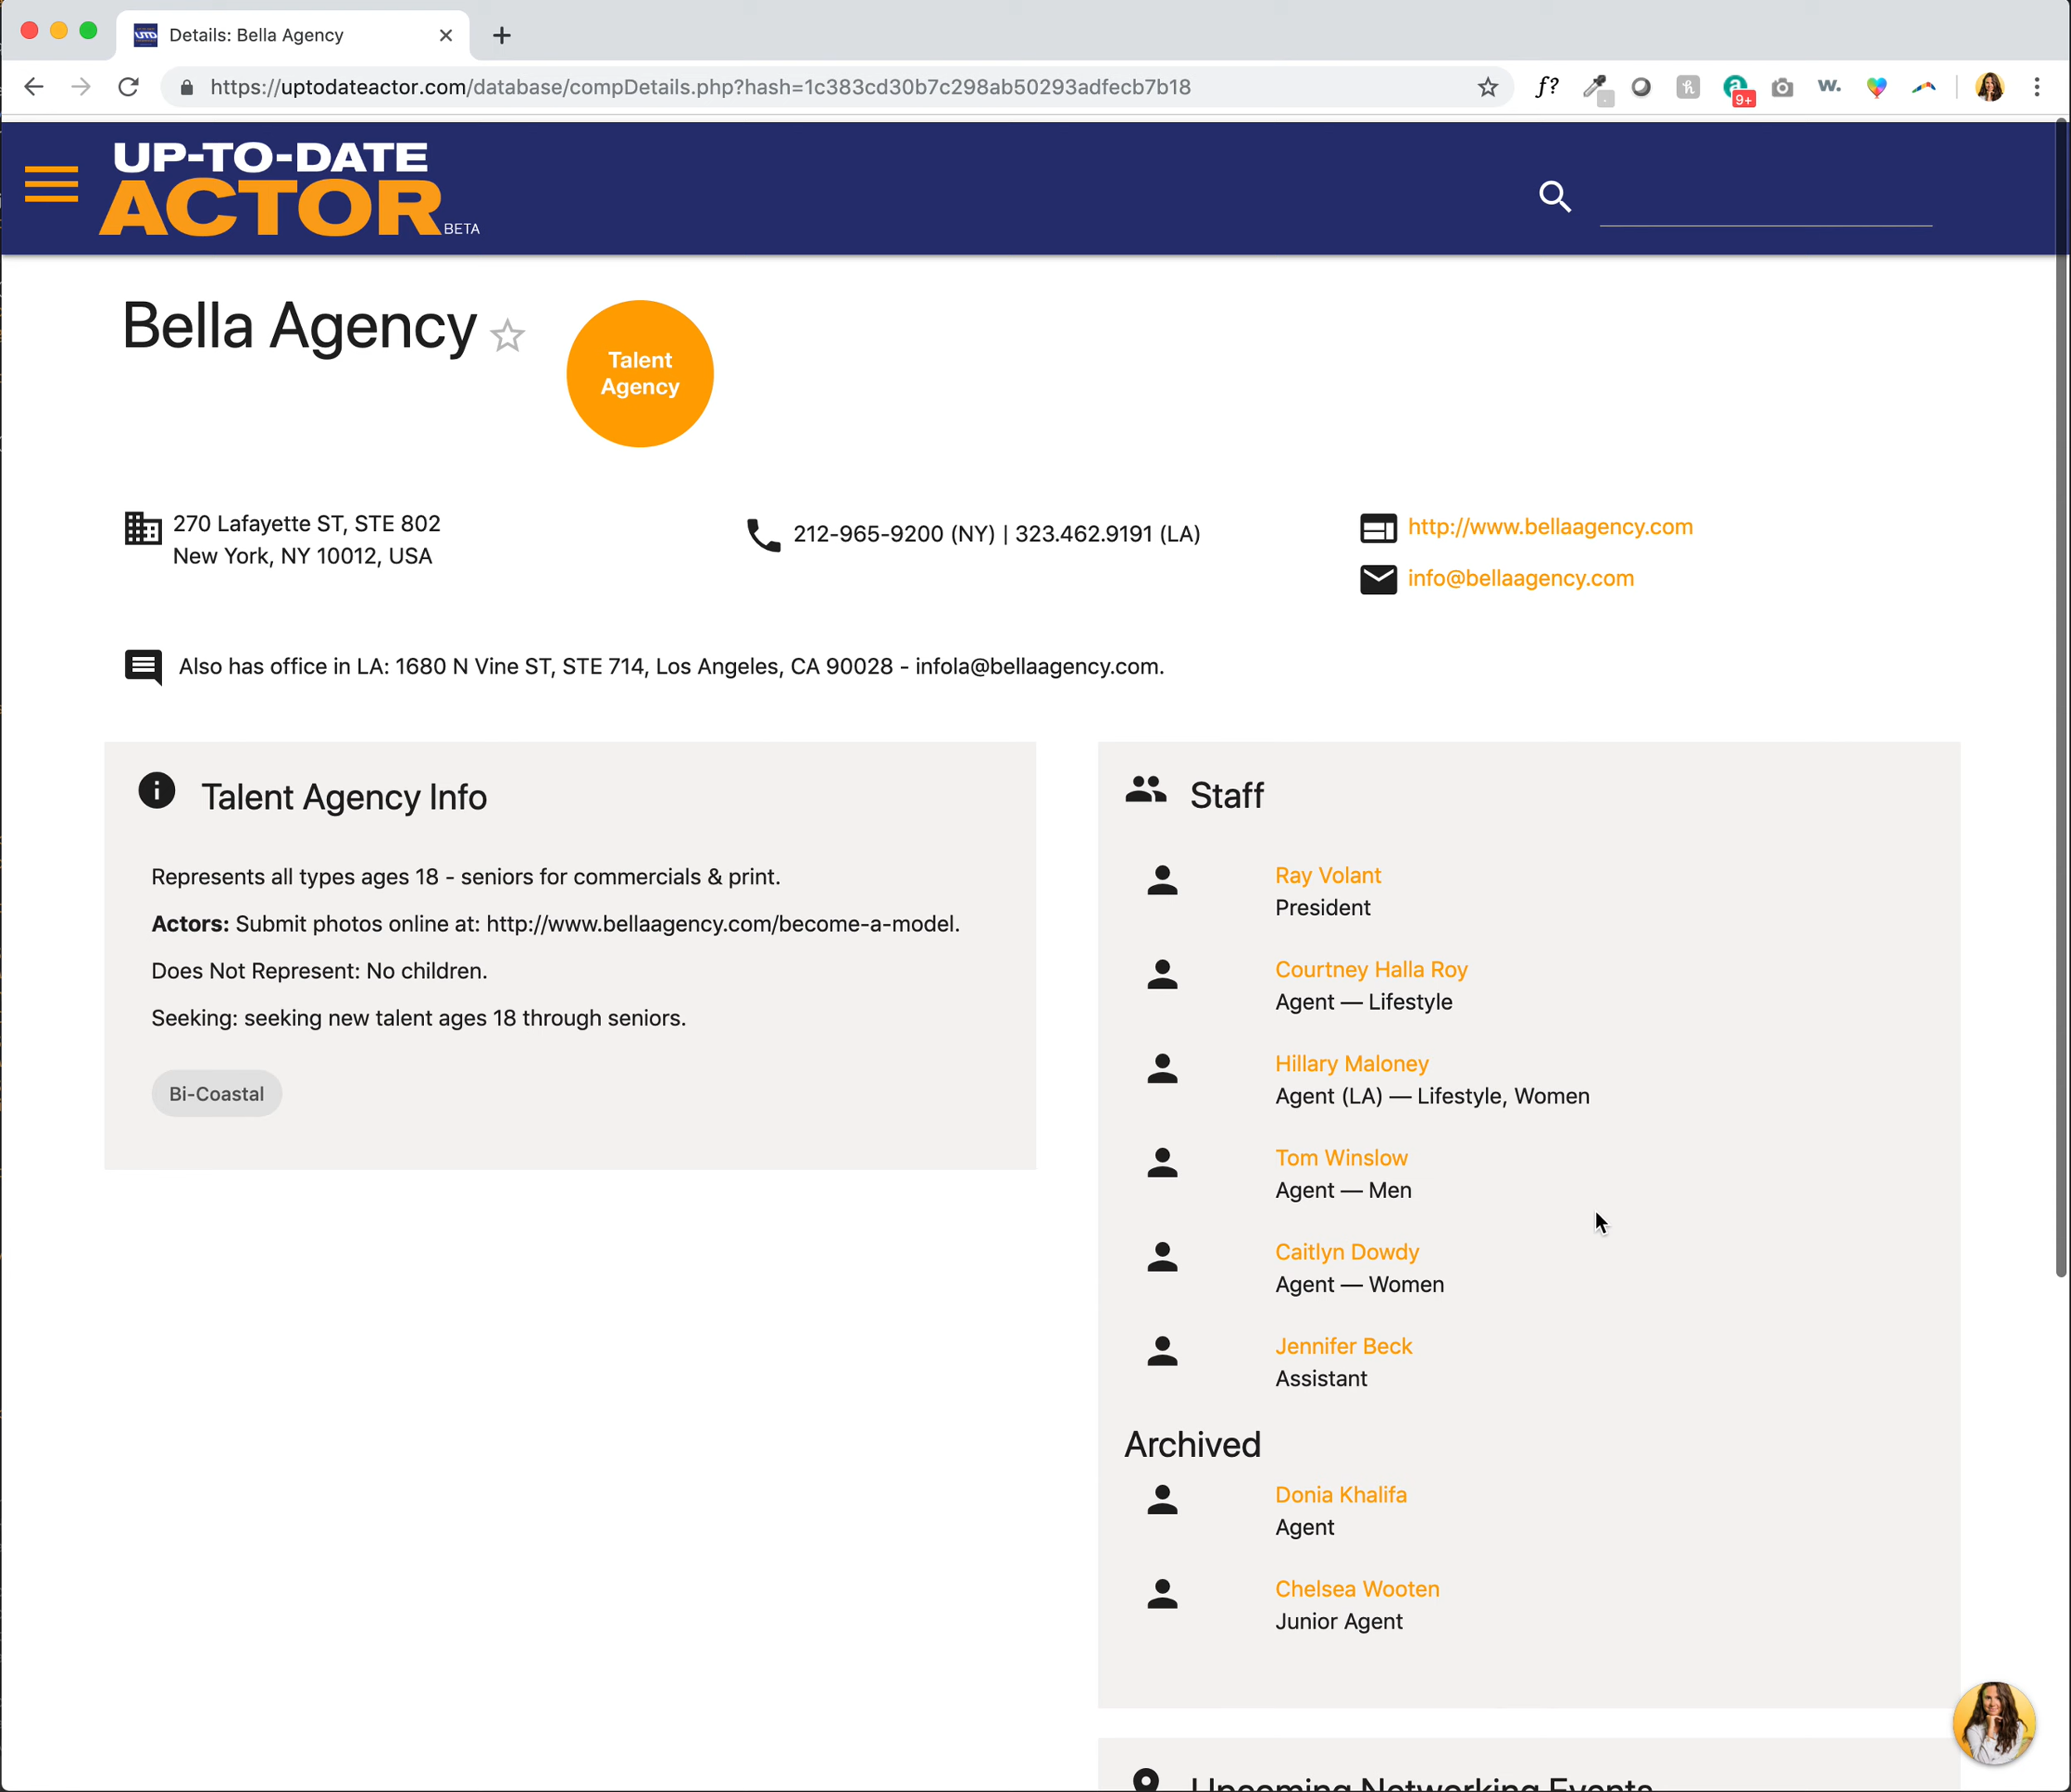 Details: Bella Agency
https://uptodateactor.com/database/compDetails.php?hash=1c383cd30b7c298ab50293adfecb7b18
f?
9+
W.
UP-TO-DATE
ACTOR BETA
Bella Agency
Talent
Agency
270 Lafayette ST, STE 802
New York, NY 10012, USA
212-965-9200 (NY) | 323.462.9191 (LA)
http://www.bellaagency.com
info@bellaagency.com
Also has office in LA: 1680 N Vine ST, STE 714, Los Angeles, CA 90028 - infola@bellaagency.com.
Talent Agency Info
Represents all types ages 18 - seniors for commercials & print.
Actors: Submit photos online at: http://www.bellaagency.com/become-a-model.
Does Not Represent: No children.
Seeking: seeking new talent ages 18 through seniors.
Bi-Coastal
Staff
Ray Volant
President
Courtney Halla Roy
Agent — Lifestyle
Hillary Maloney
Agent (LA) — Lifestyle, Women
Tom Winslow
Agent — Men
Caitlyn Dowdy
Agent — Women
Jennifer Beck
Assistant
Archived
Donia Khalifa
Agent
Chelsea Wooten
Junior Agent
Upcoming Networking Events